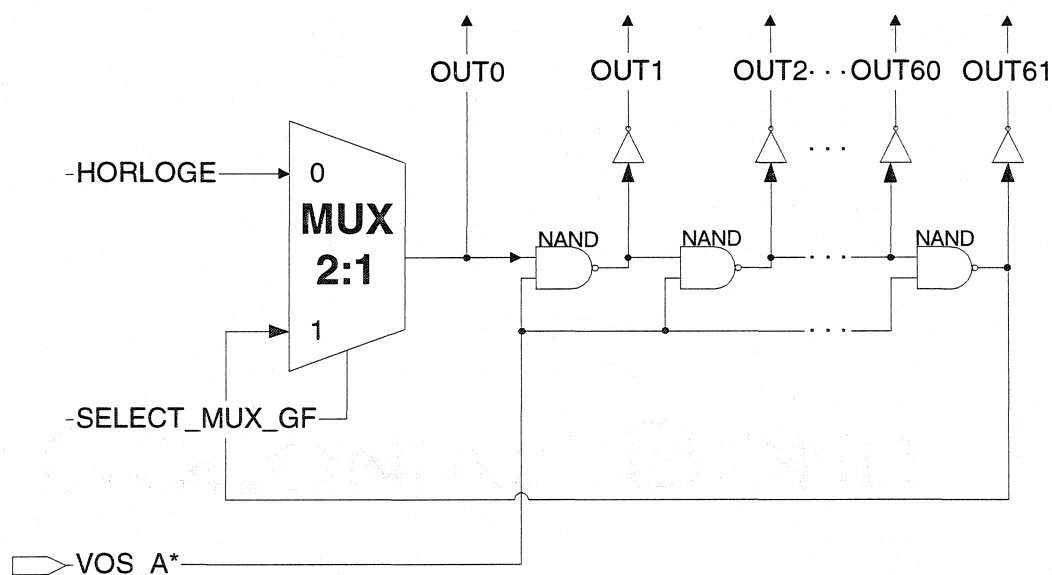 OUT0 OUT1 OUT2 · · · OUT60 OUT61
· · ·
-HORLOGE
0
MUX
2:1
NAND NAND NAND
· · ·
1
· · ·
-SELECT_MUX_GF
-VOS A*